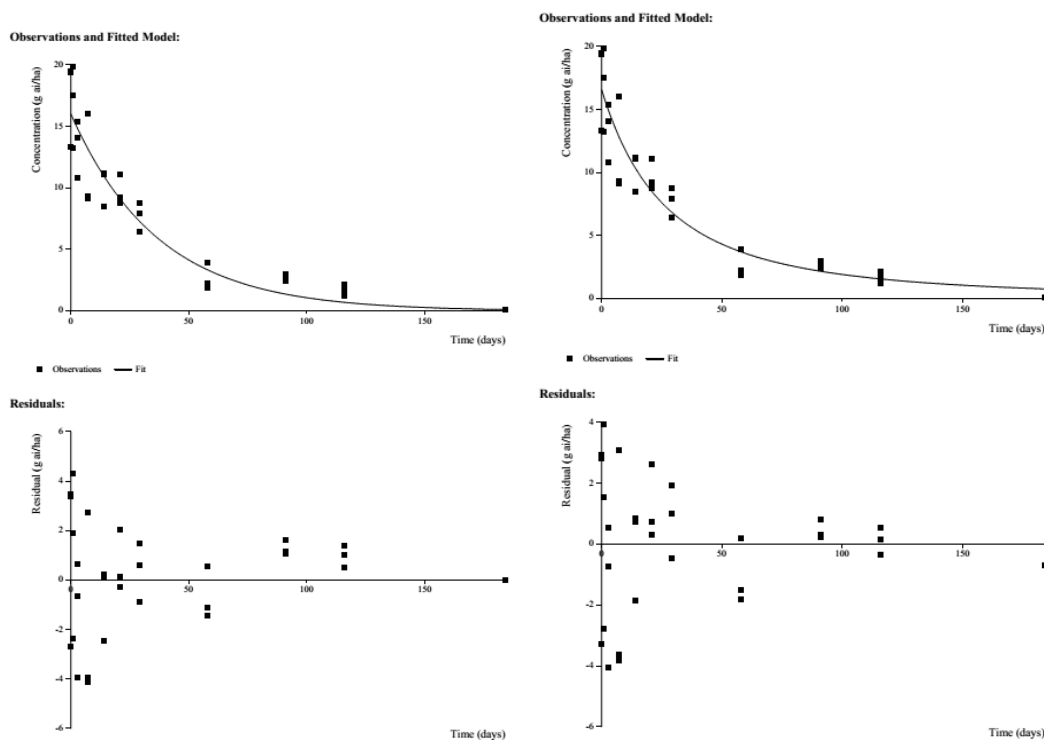 Observations and Fitted Model:
Concentration (g ai/ha)
20
15
10
5
0
0
50
100
150
Time (days)
Observations
Fit
Residuals:
Residual (g ai/ha)
6
4
2
0
-2
-4
-6
0
50
100
150
Time (days)
Observations and Fitted Model:
Concentration (g ai/ha)
20
15
10
5
0
0
50
100
150
Time (days)
Observations
Fit
Residuals:
Residual (g ai/ha)
4
2
0
-2
-4
-6
0
50
100
150
Time (days)